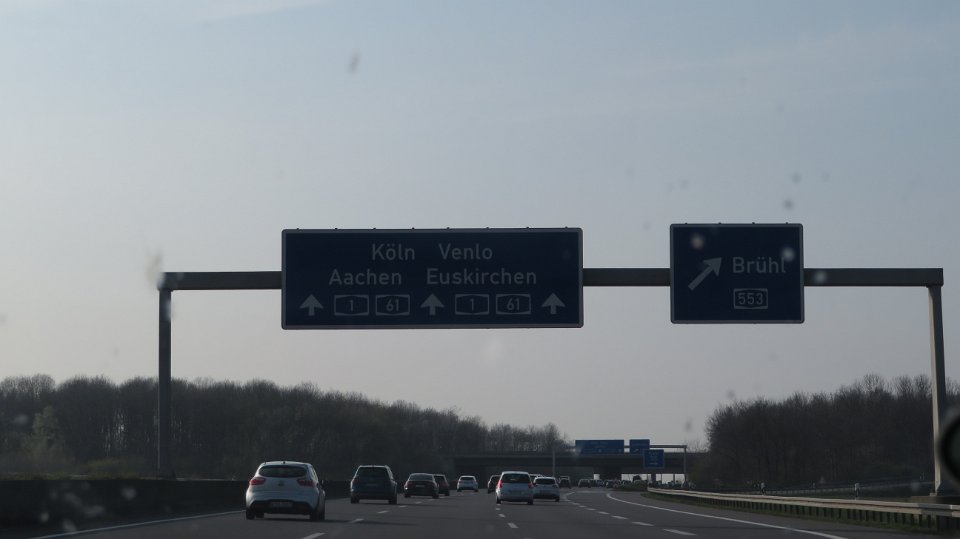 Köln Venlo
Aachen Euskirchen
1 61 1 61
Brühl
553